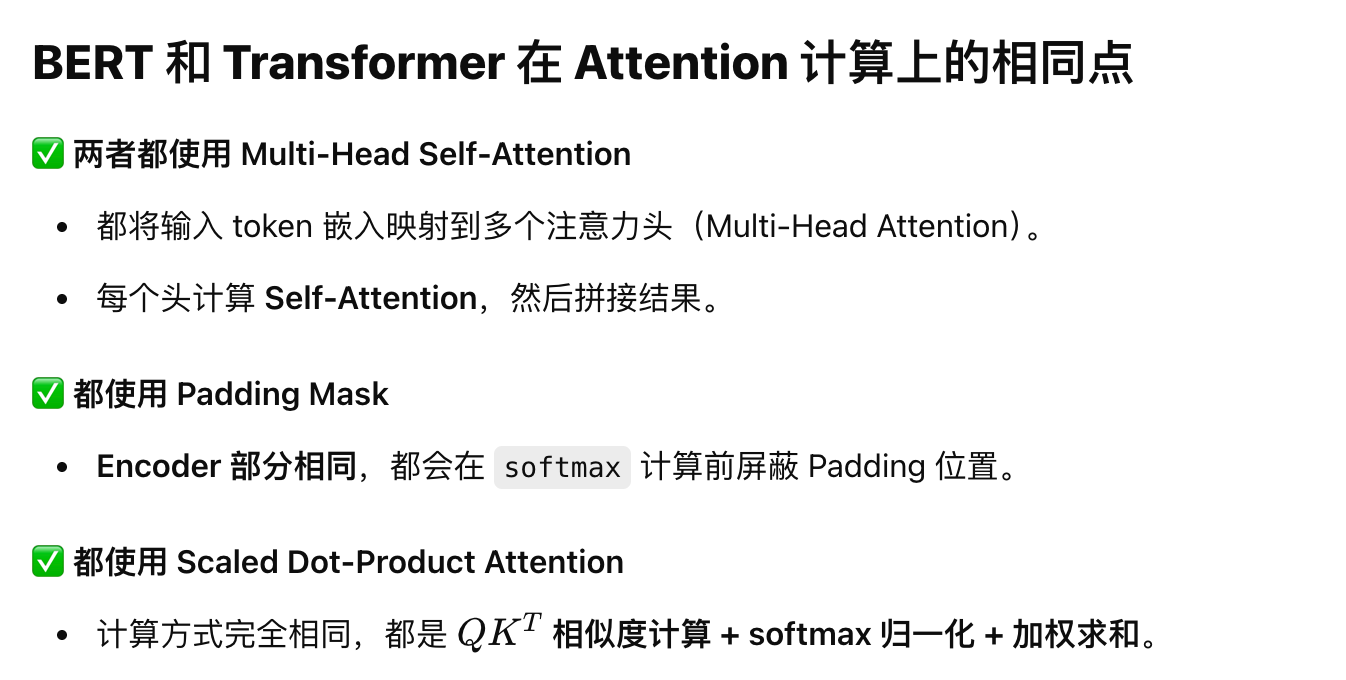 BERT 和 Transformer 在 Attention 计算上的相同点
✅ 两者都使用 Multi-Head Self-Attention
• 都将输入 token 嵌入映射到多个注意力头（Multi-Head Attention）。
• 每个头计算 Self-Attention，然后拼接结果。
✅ 都使用 Padding Mask
• Encoder 部分相同，都会在 softmax 计算前屏蔽 Padding 位置。
✅ 都使用 Scaled Dot-Product Attention
• 计算方式完全相同，都是 QK^T 相似度计算 + softmax 归一化 + 加权求和。